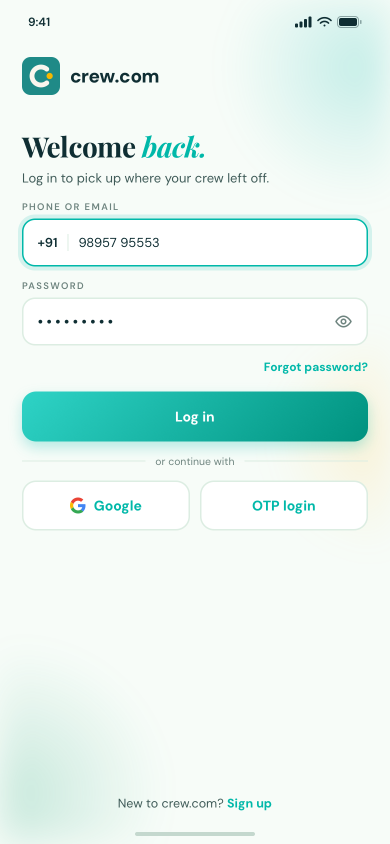 9:41
crew.com
Welcome back.
Log in to pick up where your crew left off.
PHONE OR EMAIL
+91 98957 95553
PASSWORD
•••••••••
Forgot password?
Log in
or continue with
Google OTP login
New to crew.com? Sign up